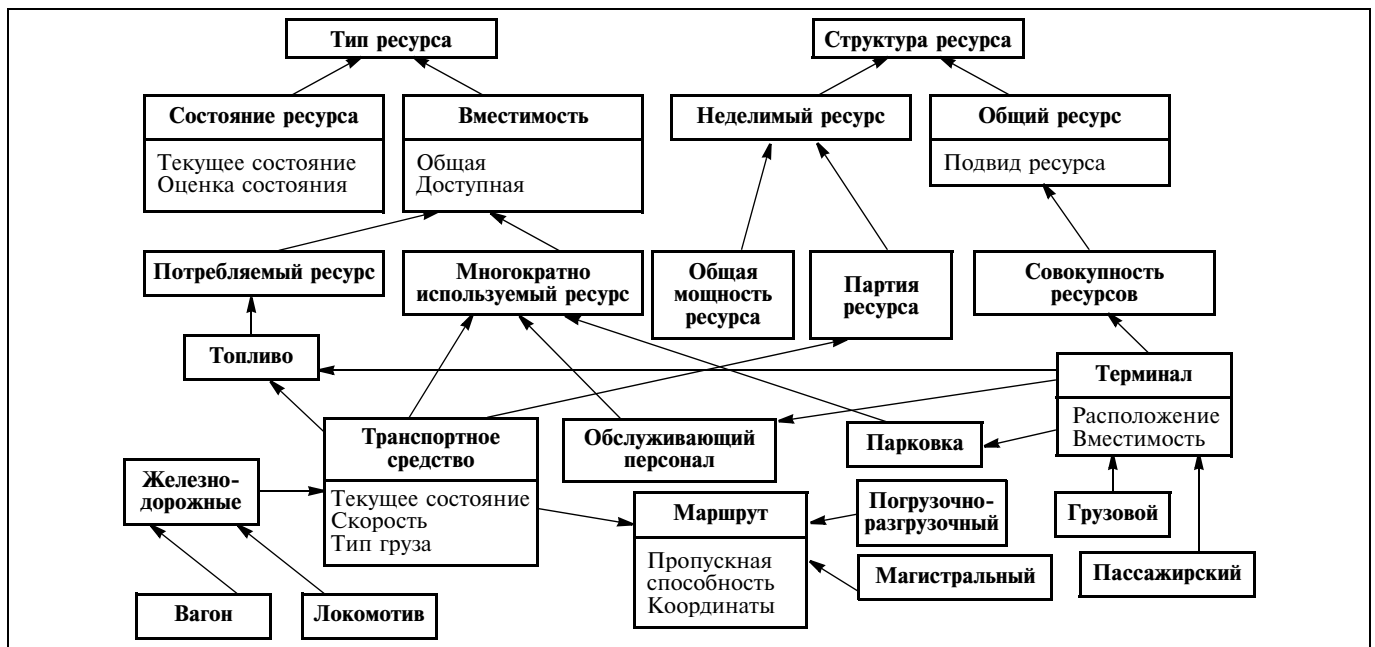 Тип ресурса
Структура ресурса
Состояние ресурса
Текущее состояние
Оценка состояния
Вместимость
Общая
Доступная
Неделимый ресурс
Общий ресурс
Подвид ресурса
Потребляемый ресурс
Многократно
используемый ресурс
Общая
мощность
ресурса
Партия
ресурса
Совокупность
ресурсов
Топливо
Терминал
Расположение
Вместимость
Транспортное
средство
Текущее состояние
Скорость
Тип груза
Обслуживающий
персонал
Парковка
Железно-
дорожные
Маршрут
Пропускная
способность
Координаты
Погрузочно-
разгрузочный
Грузовой
Магистральный
Пассажирский
Вагон
Локомотив